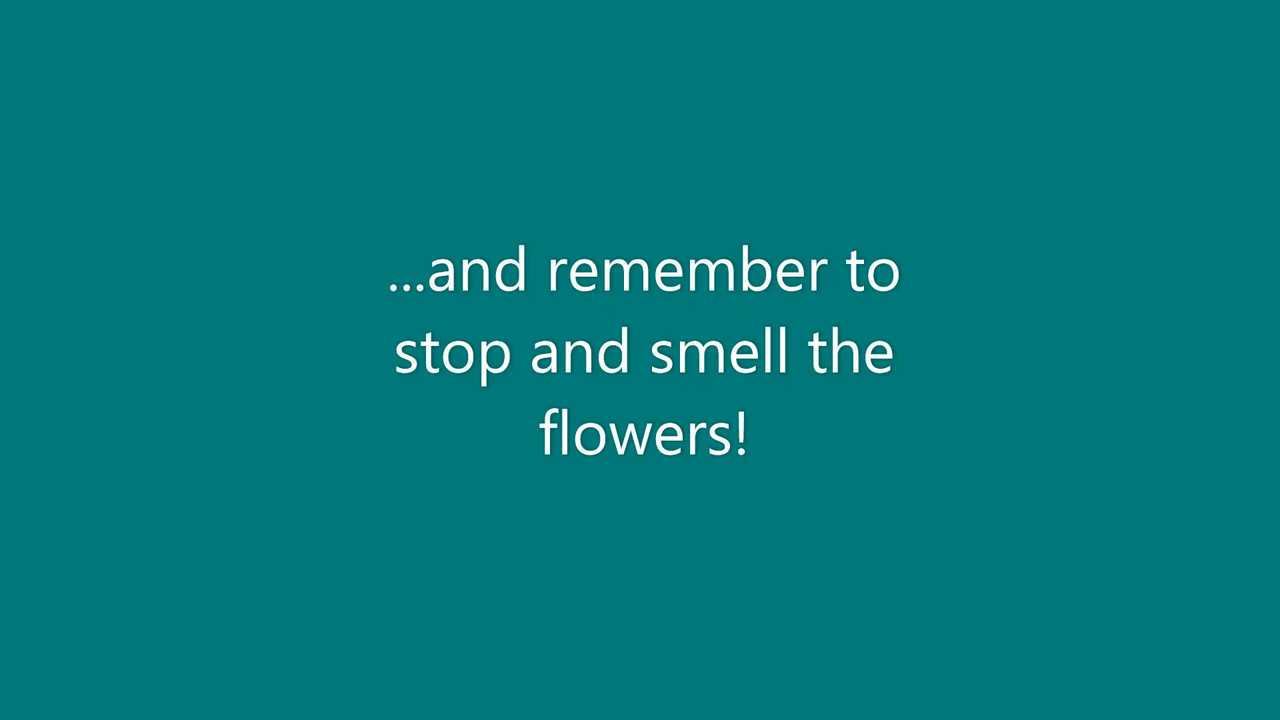 ...and remember to
stop and smell the
flowers!